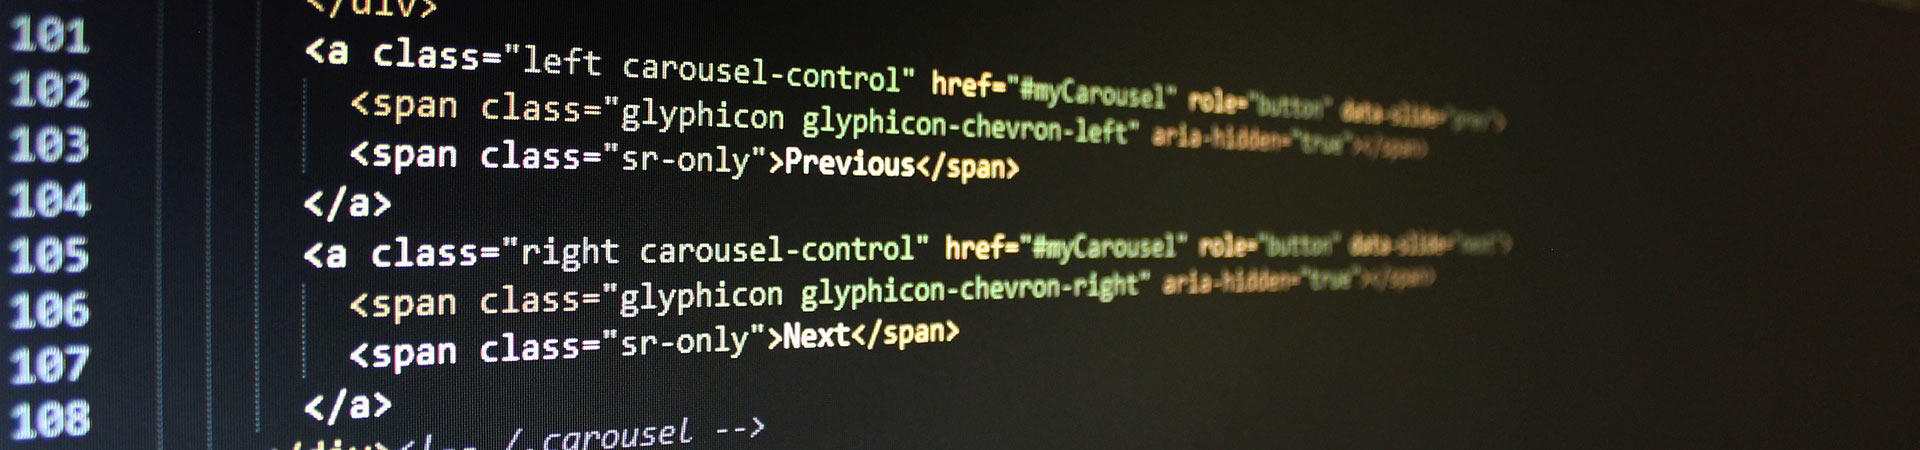 </div>
101 <a class="left carousel-control" href="#myCarousel" role="button" data-slide="prev">
102 <span class="glyphicon glyphicon-chevron-left" aria-hidden="true"></span>
103 <span class="sr-only">Previous</span>
104 </a>
105 <a class="right carousel-control" href="#myCarousel" role="button" data-slide="next">
106 <span class="glyphicon glyphicon-chevron-right" aria-hidden="true"></span>
107 <span class="sr-only">Next</span>
108 </a>
</div><!-- /.carousel -->